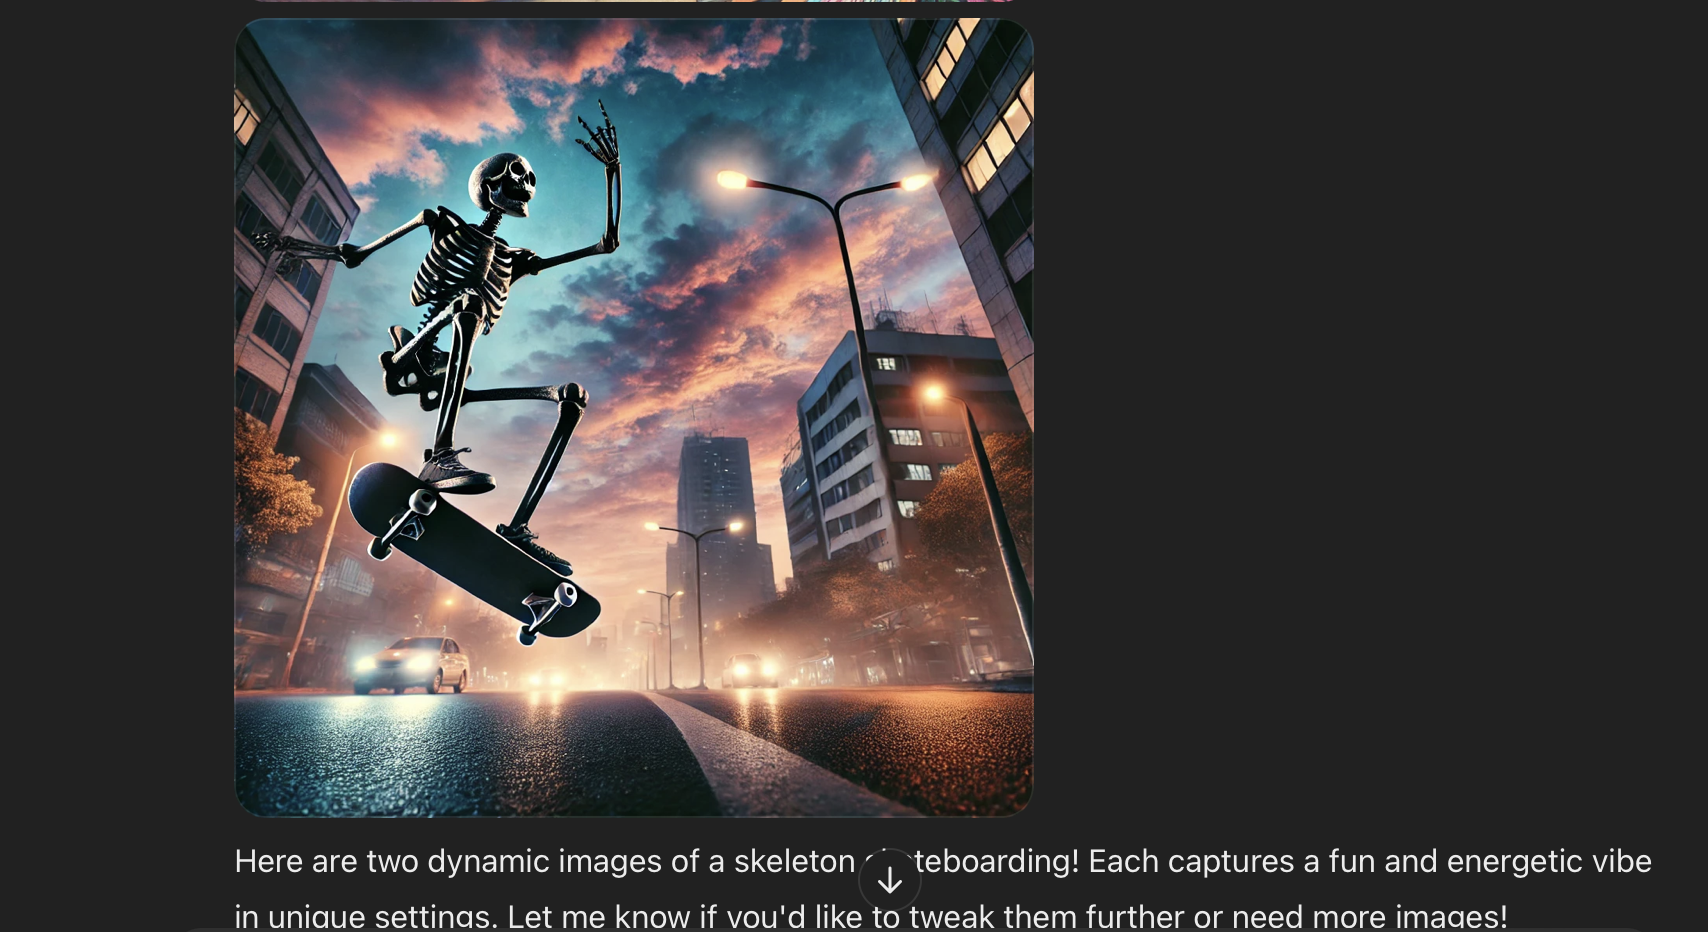 Here are two dynamic images of a skeleton teboarding! Each captures a fun and energetic vibe
in unique settings. Let me know if you'd like to tweak them further or need more images!